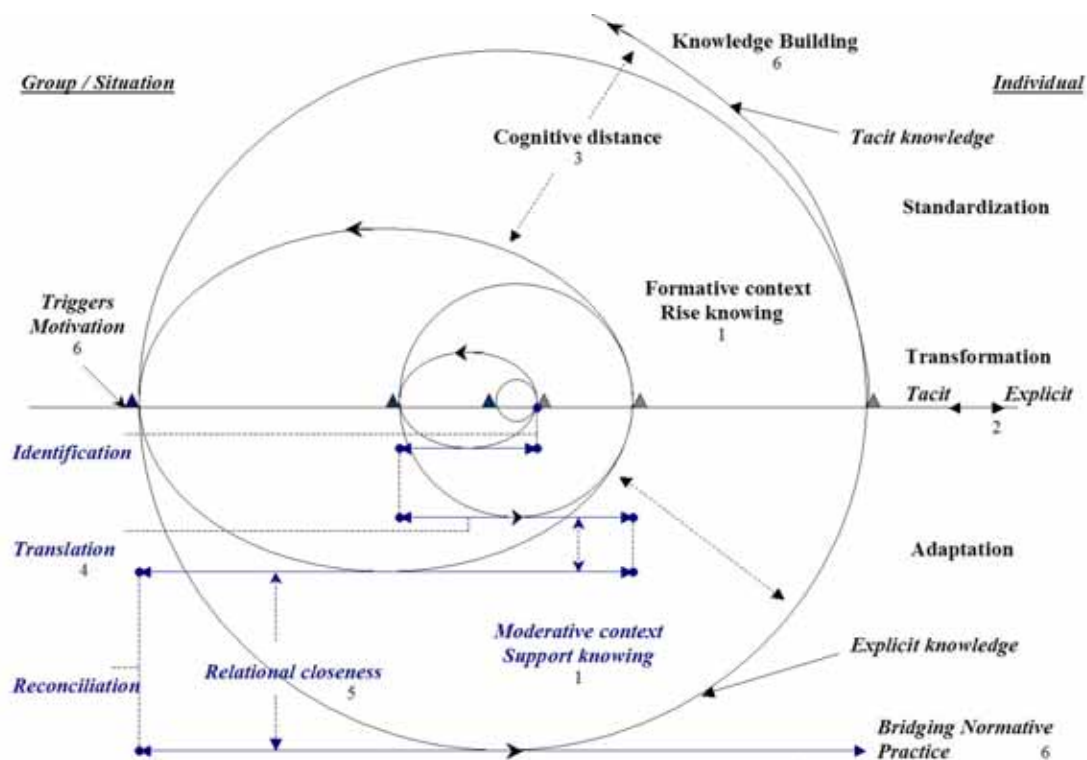 Knowledge Building
6
Group / Situation
Individual
Tacit knowledge
Cognitive distance
3
Standardization
Formative context
Rise knowing
1
Triggers
Motivation
6
Transformation
Tacit
Explicit
2
Identification
Translation
4
Adaptation
Moderative context
Support knowing
1
Explicit knowledge
Relational closeness
5
Reconciliation
Bridging Normative
Practice
6